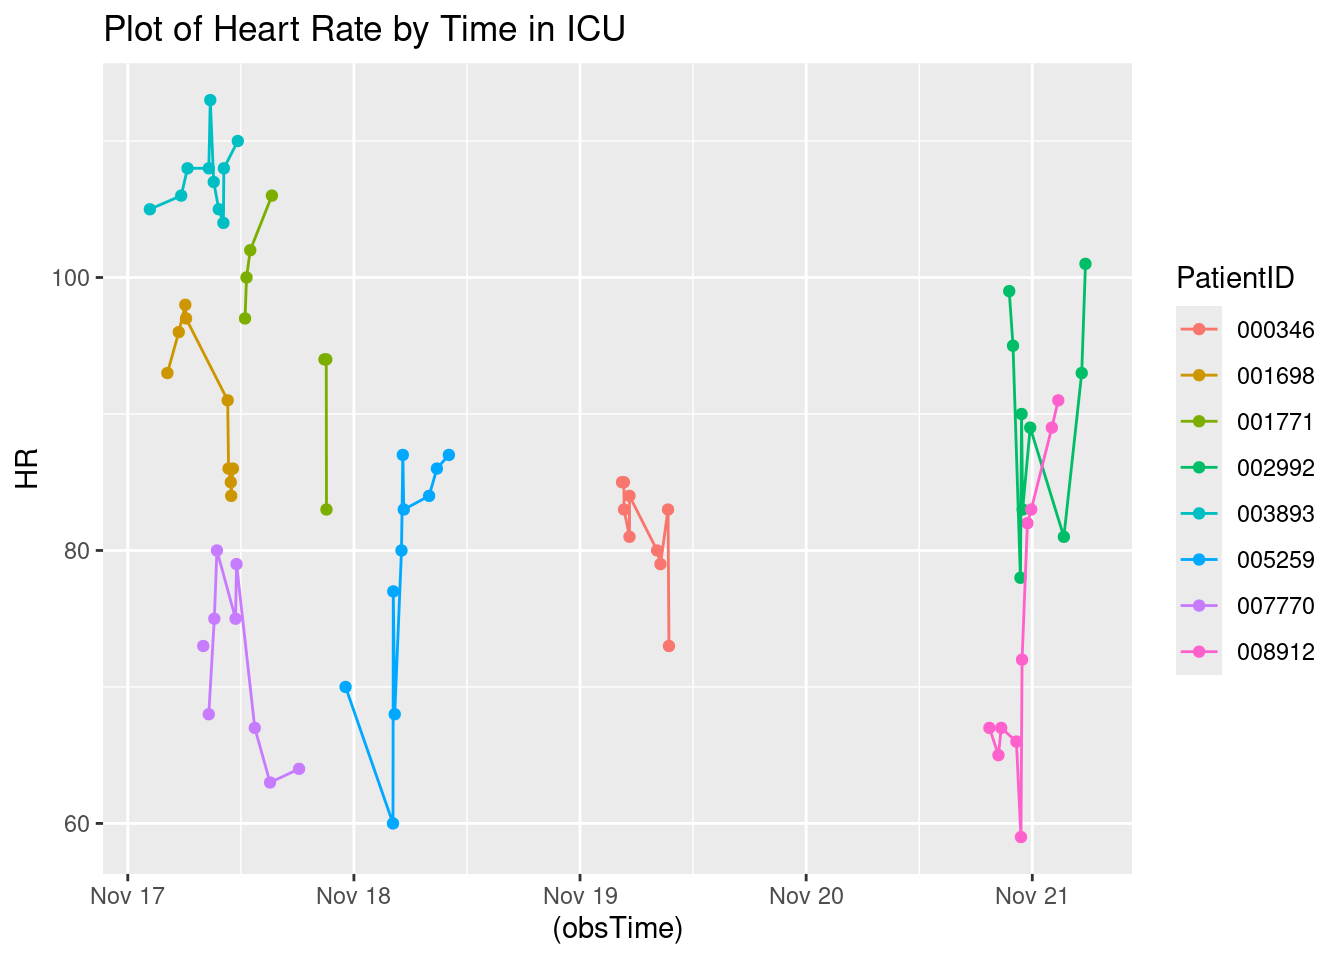 Plot of Heart Rate by Time in ICU
HR
100
80
60
Nov 17
Nov 18
Nov 19
Nov 20
Nov 21
(obsTime)
PatientID
000346
001698
001771
002992
003893
005259
007770
008912